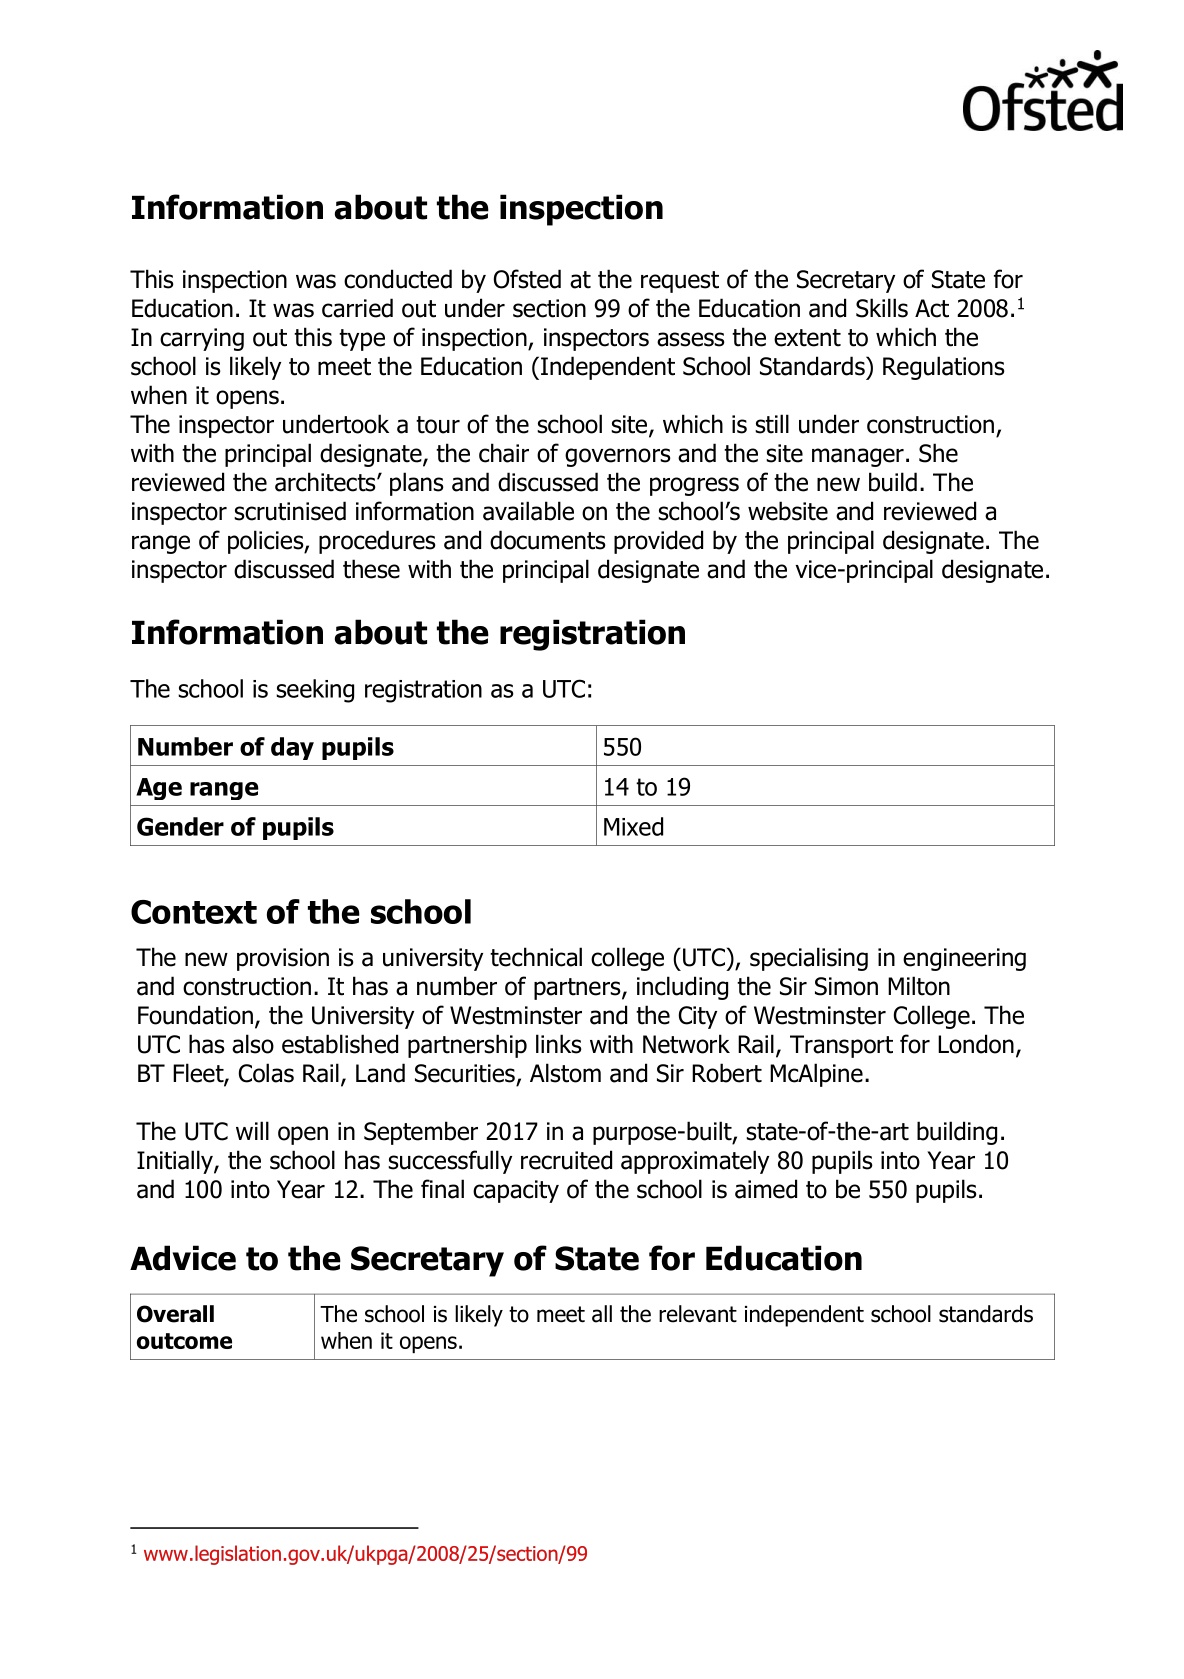 Ofsted
Information about the inspection
This inspection was conducted by Ofsted at the request of the Secretary of State for
Education. It was carried out under section 99 of the Education and Skills Act 2008.1
In carrying out this type of inspection, inspectors assess the extent to which the
school is likely to meet the Education (Independent School Standards) Regulations
when it opens.
The inspector undertook a tour of the school site, which is still under construction,
with the principal designate, the chair of governors and the site manager. She
reviewed the architects’ plans and discussed the progress of the new build. The
inspector scrutinised information available on the school’s website and reviewed a
range of policies, procedures and documents provided by the principal designate. The
inspector discussed these with the principal designate and the vice-principal designate.
Information about the registration
The school is seeking registration as a UTC:
Number of day pupils 550
Age range 14 to 19
Gender of pupils Mixed
Context of the school
The new provision is a university technical college (UTC), specialising in engineering
and construction. It has a number of partners, including the Sir Simon Milton
Foundation, the University of Westminster and the City of Westminster College. The
UTC has also established partnership links with Network Rail, Transport for London,
BT Fleet, Colas Rail, Land Securities, Alstom and Sir Robert McAlpine.
The UTC will open in September 2017 in a purpose-built, state-of-the-art building.
Initially, the school has successfully recruited approximately 80 pupils into Year 10
and 100 into Year 12. The final capacity of the school is aimed to be 550 pupils.
Advice to the Secretary of State for Education
Overall The school is likely to meet all the relevant independent school standards
outcome when it opens.
1 www.legislation.gov.uk/ukpga/2008/25/section/99